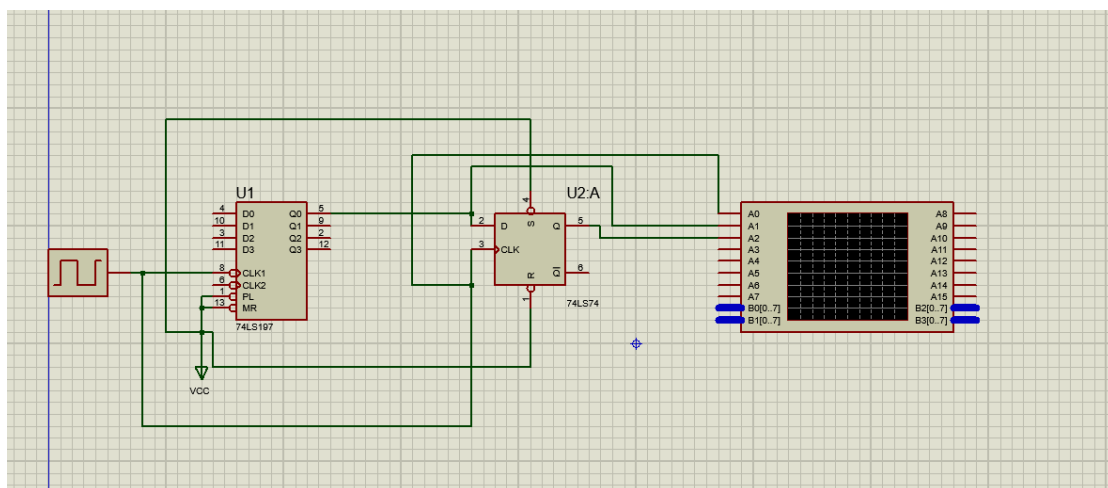 U1
4 D0 Q0 5
10 D1 Q1 9
3 D2 Q2 2
11 D3 Q3 12
8 CLK1
6 CLK2
1 PL
13 MR
74LS197
VCC
U2:A
4
S
2 D Q 5
3 CLK
Q 6
R
1
74LS74
A0 A8
A1 A9
A2 A10
A3 A11
A4 A12
A5 A13
A6 A14
A7 A15
B0[0..7] B2[0..7]
B1[0..7] B3[0..7]